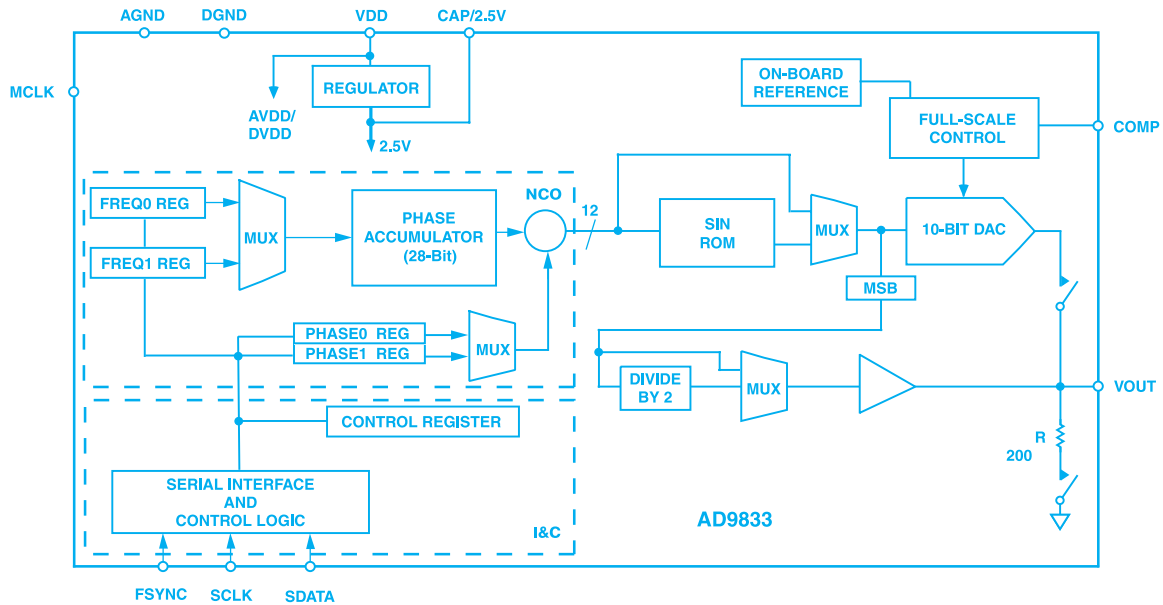 AGND
DGND
VDD
CAP/2.5V
MCLK
REGULATOR
AVDD/
DVDD
2.5V
ON-BOARD
REFERENCE
FULL-SCALE
CONTROL
COMP
FREQ0 REG
FREQ1 REG
MUX
PHASE
ACCUMULATOR
(28-Bit)
NCO
12
SIN
ROM
MUX
10-BIT DAC
MSB
PHASE0 REG
PHASE1 REG
MUX
DIVIDE
BY 2
MUX
VOUT
R
200
CONTROL REGISTER
SERIAL INTERFACE
AND
CONTROL LOGIC
I&C
AD9833
FSYNC
SCLK
SDATA